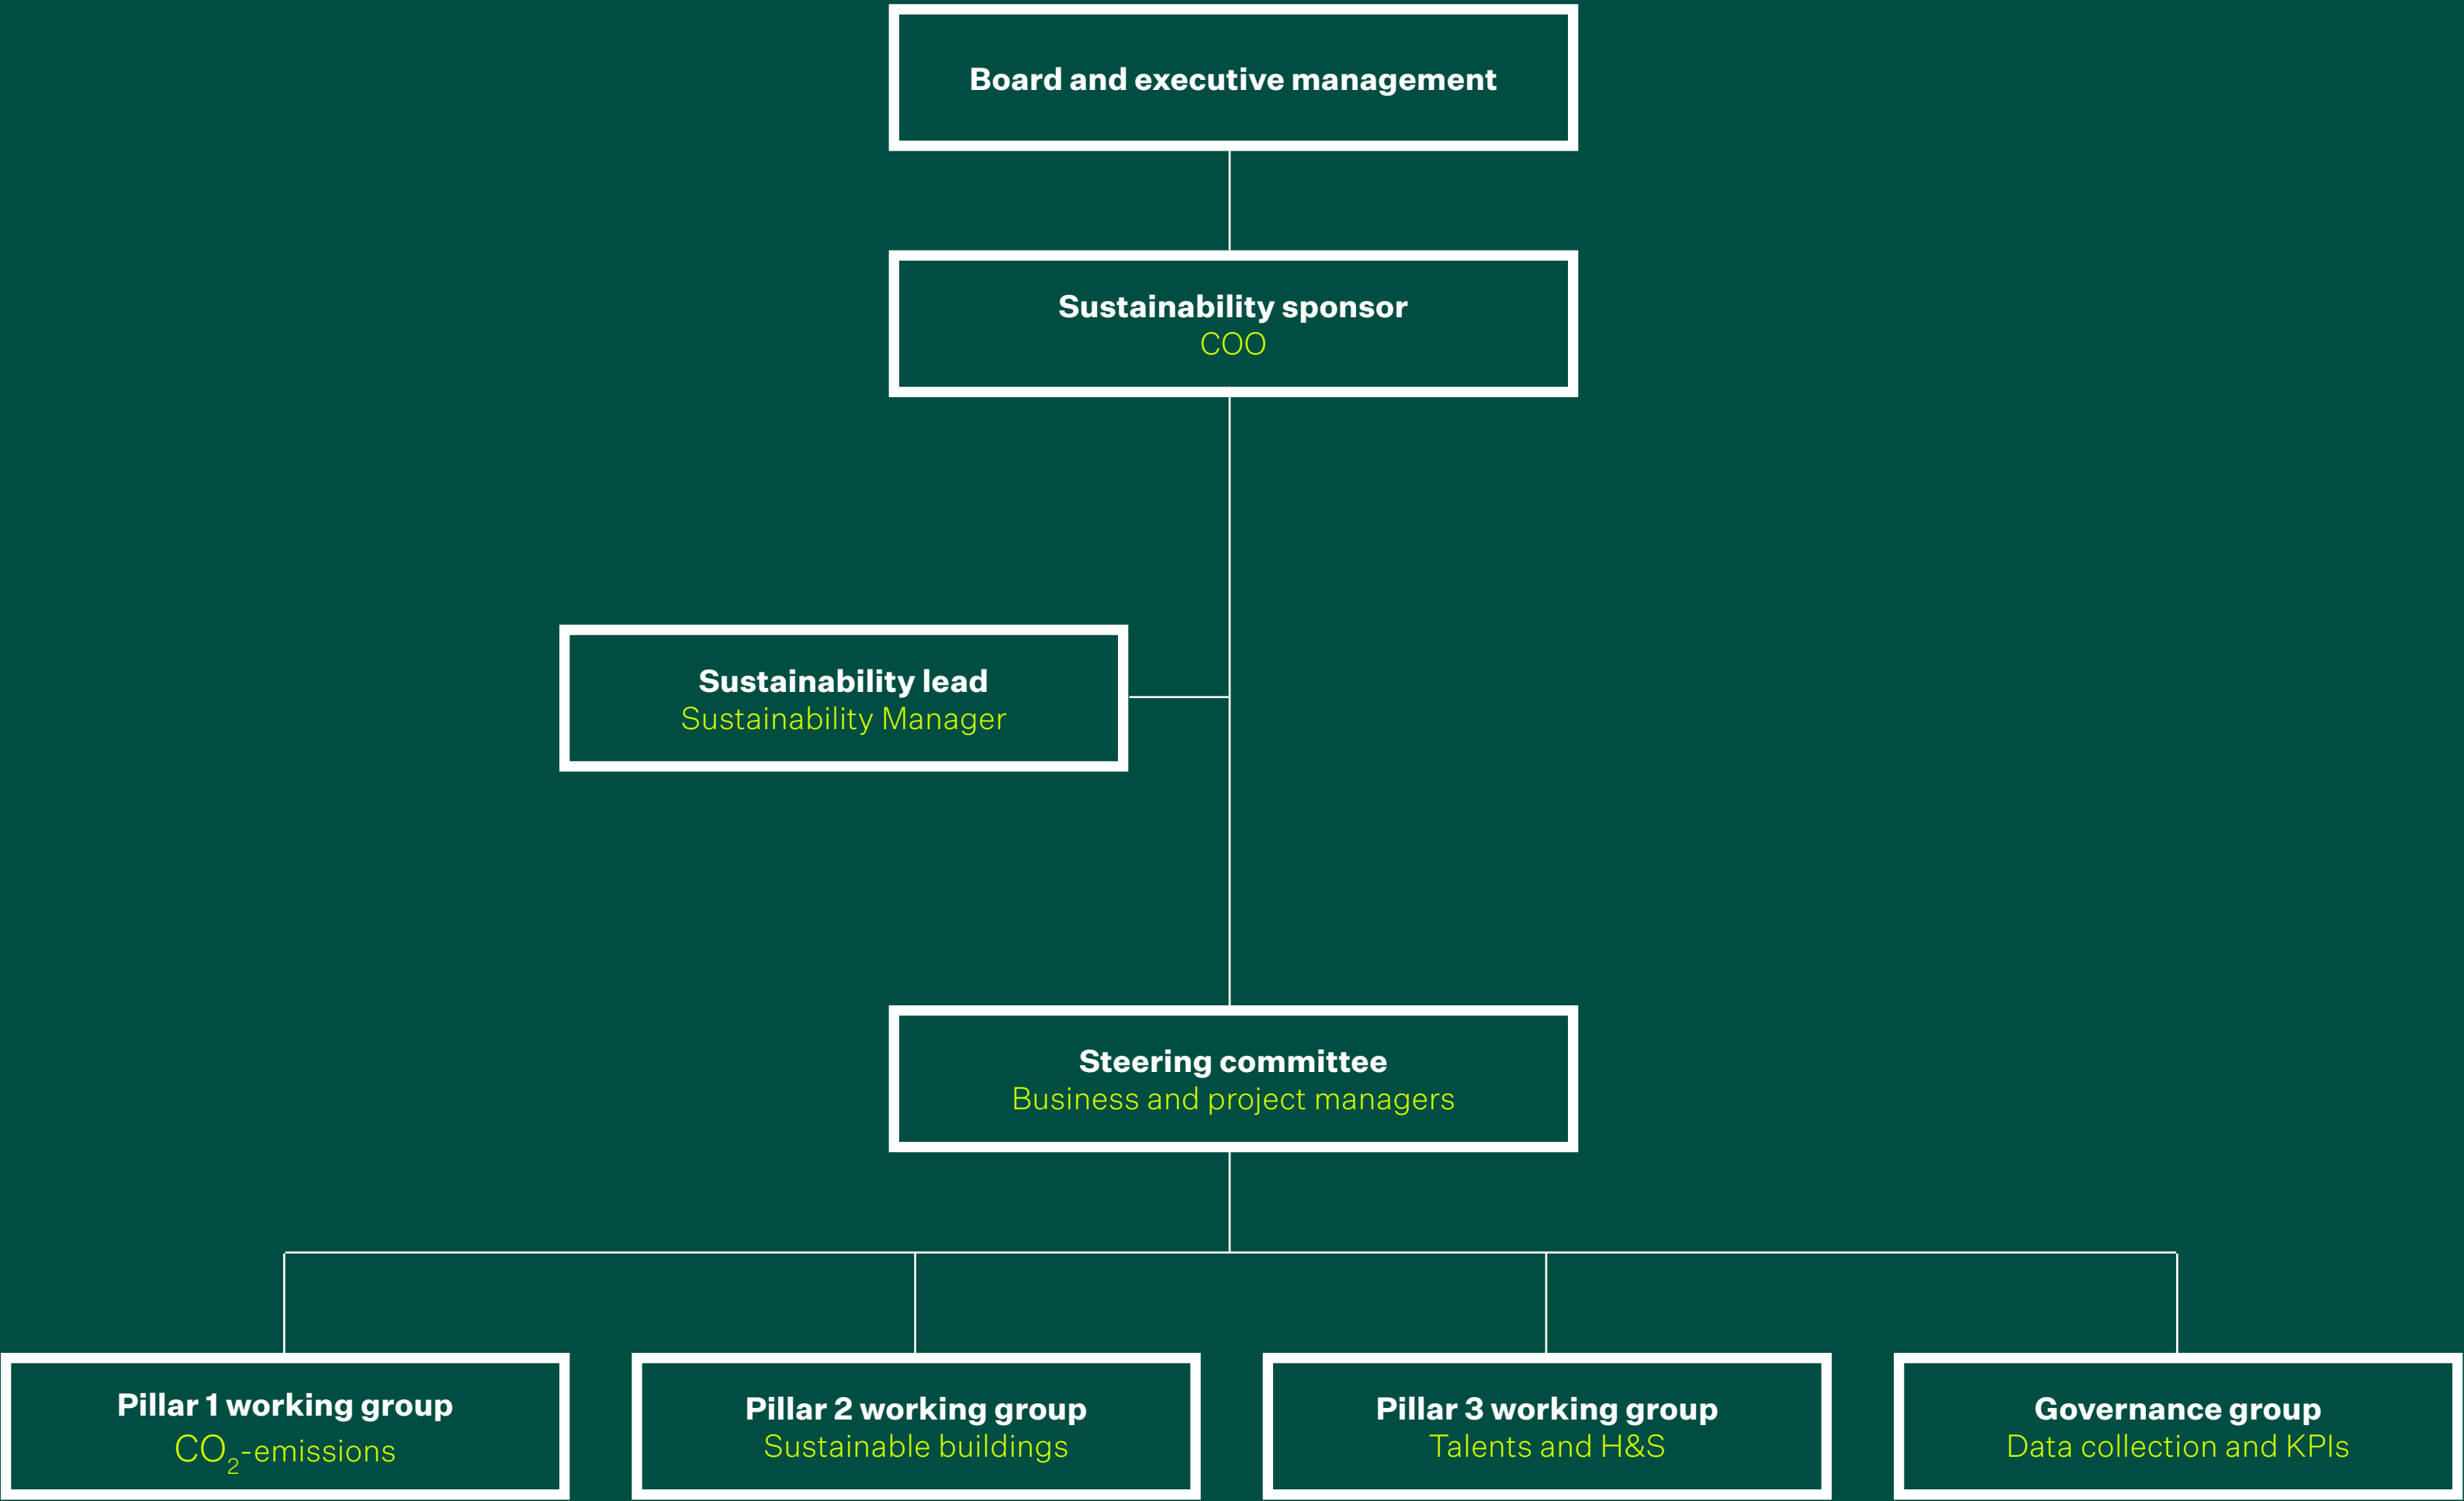 Board and executive management
Sustainability sponsor
COO
Sustainability lead
Sustainability Manager
Steering committee
Business and project managers
Pillar 1 working group
CO₂-emissions
Pillar 2 working group
Sustainable buildings
Pillar 3 working group
Talents and H&S
Governance group
Data collection and KPIs